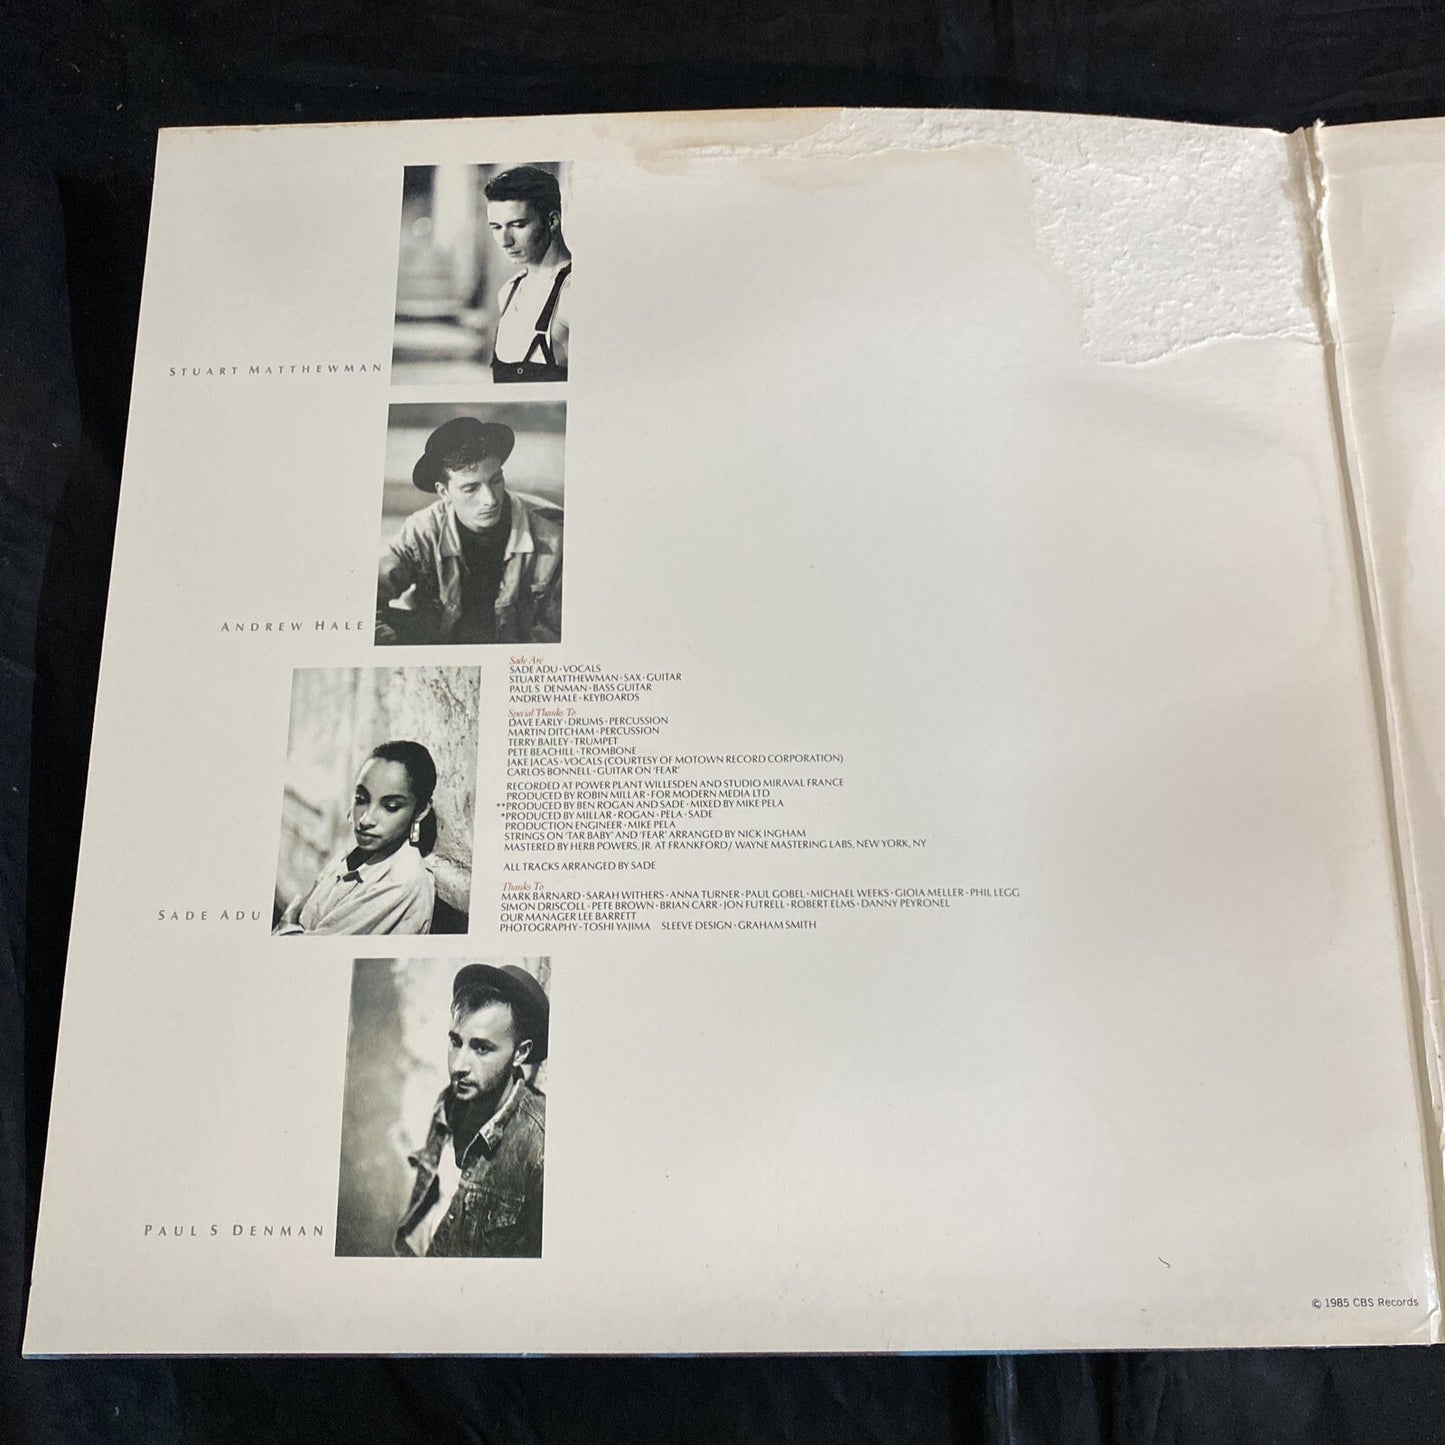 STUART MATTHEWMAN
ANDREW HALE
Sade Are
SADE ADU · VOCALS
STUART MATTHEWMAN · SAX · GUITAR
PAUL S DENMAN · BASS GUITAR
ANDREW HALE · KEYBOARDS
Special Thanks To
DAVE EARLY · DRUMS · PERCUSSION
MARTIN DITCHAM · PERCUSSION
TERRY BAILEY · TRUMPET
PETE BEACHILL · TROMBONE
JAKE JACAS · VOCALS (COURTESY OF MOTOWN RECORD CORPORATION)
CARLOS BONNELL · GUITAR ON 'FEAR'
RECORDED AT POWER PLANT WILLESDEN AND STUDIO MIRAVAL FRANCE
PRODUCED BY ROBIN MILLAR · FOR MODERN MEDIA LTD.
**PRODUCED BY BEN ROGAN AND SADE · MIXED BY MIKE PELA
*PRODUCED BY MILLAR · ROGAN · PELA · SADE
PRODUCTION ENGINEER · MIKE PELA
STRINGS ON 'TAR BABY' AND 'FEAR' ARRANGED BY NICK INGHAM
MASTERED BY HERB POWERS, JR. AT FRANKFORD/ WAYNE MASTERING LABS, NEW YORK, NY
ALL TRACKS ARRANGED BY SADE
Thanks To
MARK BARNARD · SARAH WITHERS · ANNA TURNER · PAUL GOBEL · MICHAEL WEEKS · GIOIA MELLER · PHIL LEGG
SIMON DRISCOLL · PETE BROWN · BRIAN CARR · JON FUTRELL · ROBERT ELMS · DANNY PEYRONEL
OUR MANAGER LEE BARRETT
PHOTOGRAPHY · TOSHI YAJIMA SLEEVE DESIGN · GRAHAM SMITH
SADE ADU
PAUL S DENMAN
© 1985 CBS Records